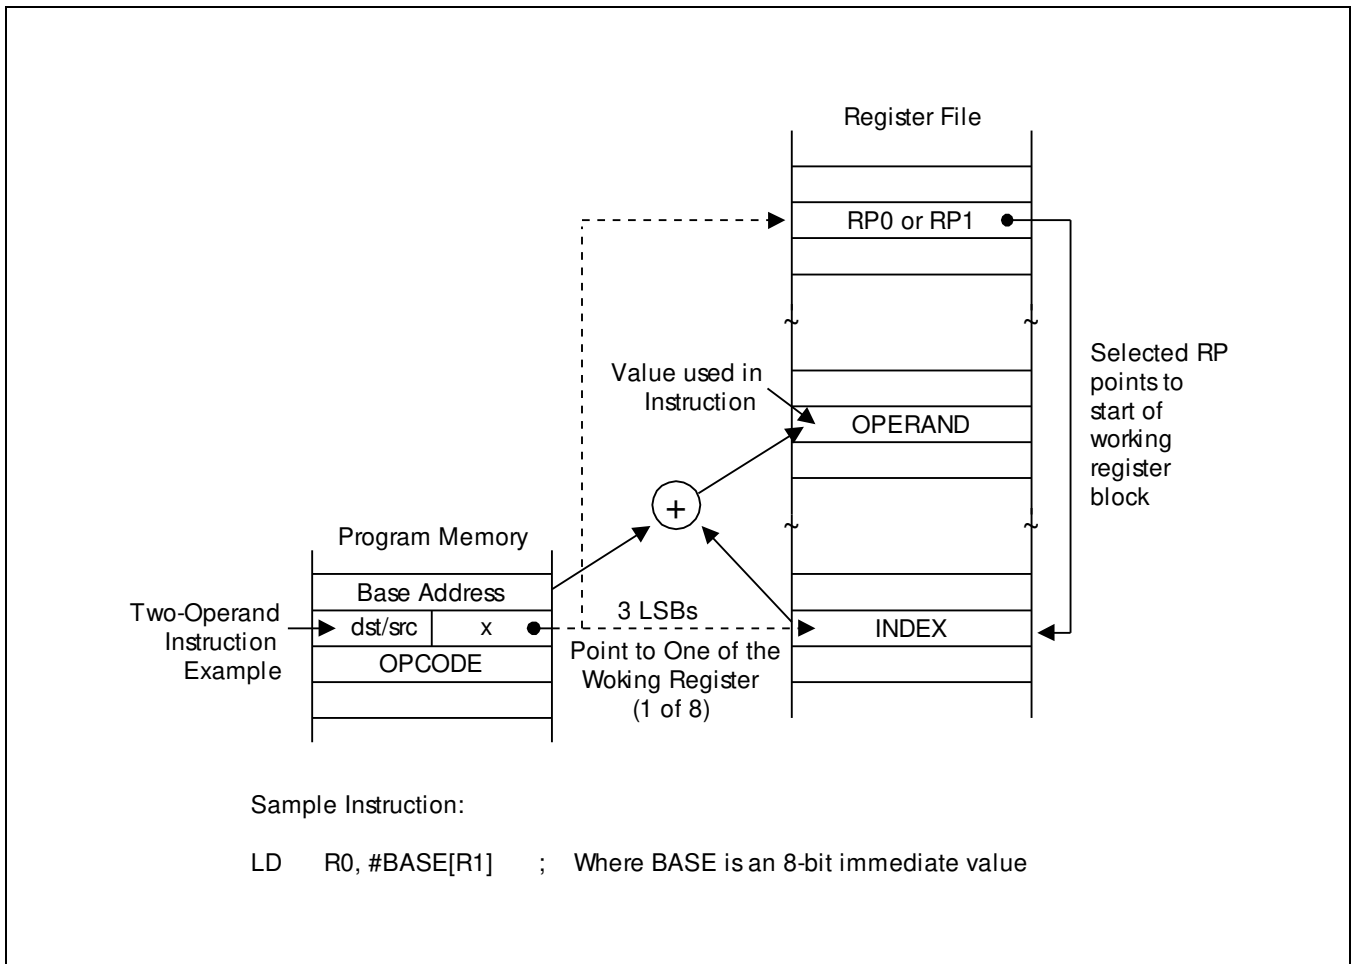 Register File
RP0 or RP1
Selected RP
points to
start of
working
register
block
Value used in
Instruction
OPERAND
+
Program Memory
Base Address
Two-Operand
Instruction
Example
dst/src
x
3 LSBs
INDEX
OPCODE
Point to One of the
Woking Register
(1 of 8)
~
~
~
~
Sample Instruction:
LD R0, #BASE[R1] ; Where BASE is an 8-bit immediate value